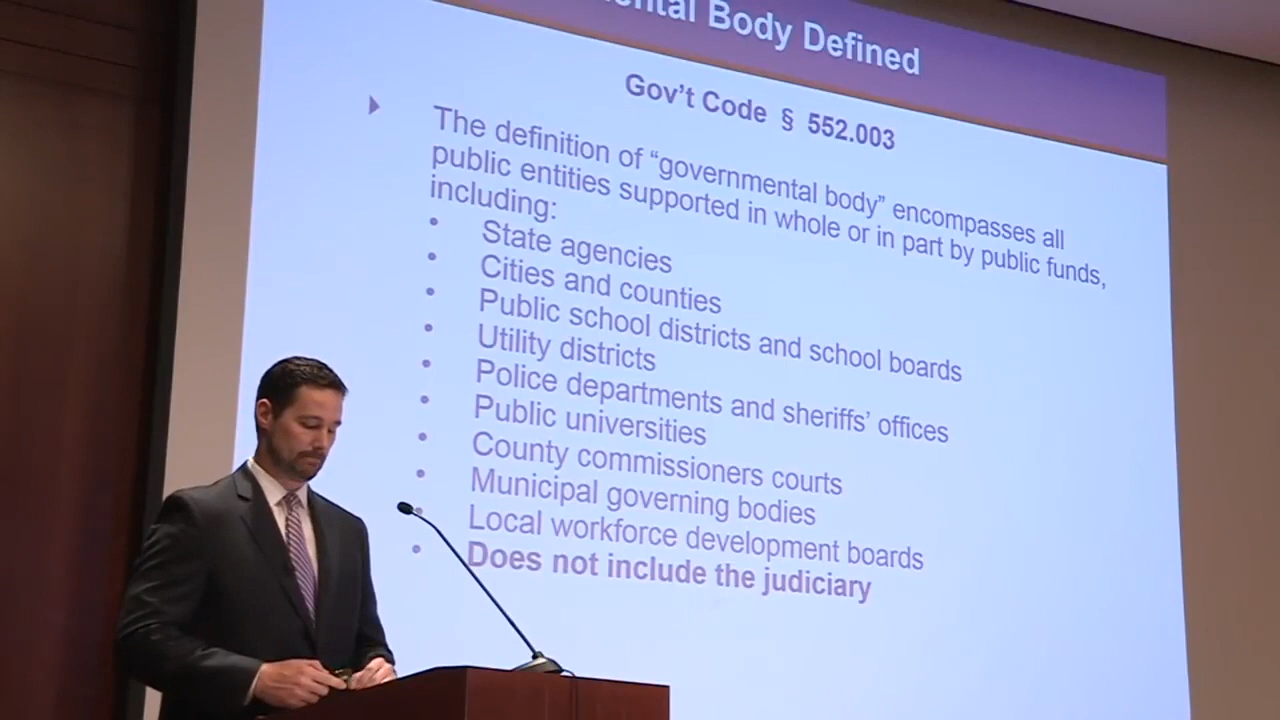 Body Defined
Gov't Code § 552.003
The definition of “governmental body” encompasses all
public entities supported in whole or in part by public funds,
including:
• State agencies
• Cities and counties
• Public school districts and school boards
• Utility districts
• Police departments and sheriffs’ offices
• Public universities
• County commissioners courts
• Municipal governing bodies
• Local workforce development boards
• Does not include the judiciary